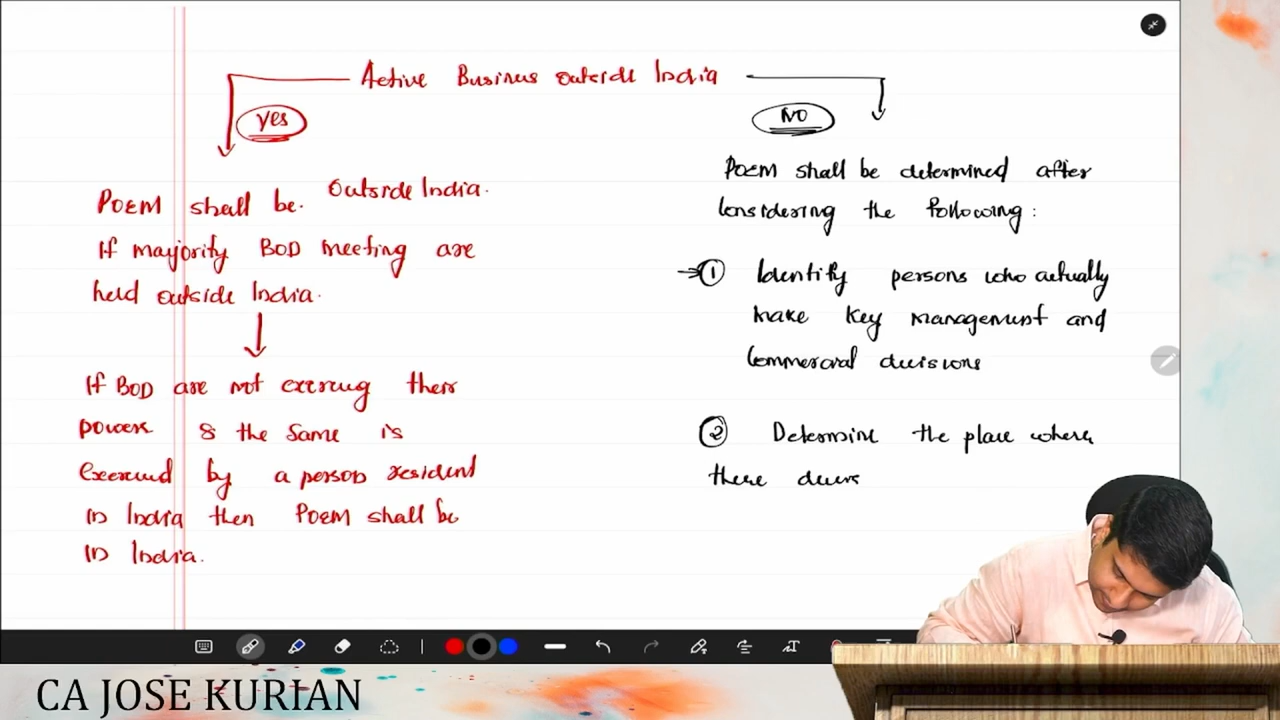 Active Business outside India
Yes
NO
POEM shall be. Outside India.
If majority BOD meeting are
held outside India.
If BOD are not exercing their
power & the same is
Exercised by a person resident
in India then POEM shall be
in India.
POEM shall be determined after
Considering the following :
① Identify persons who actually
make key management and
Commercial decisions
② Determine the place where
these decis
CA JOSE KURIAN